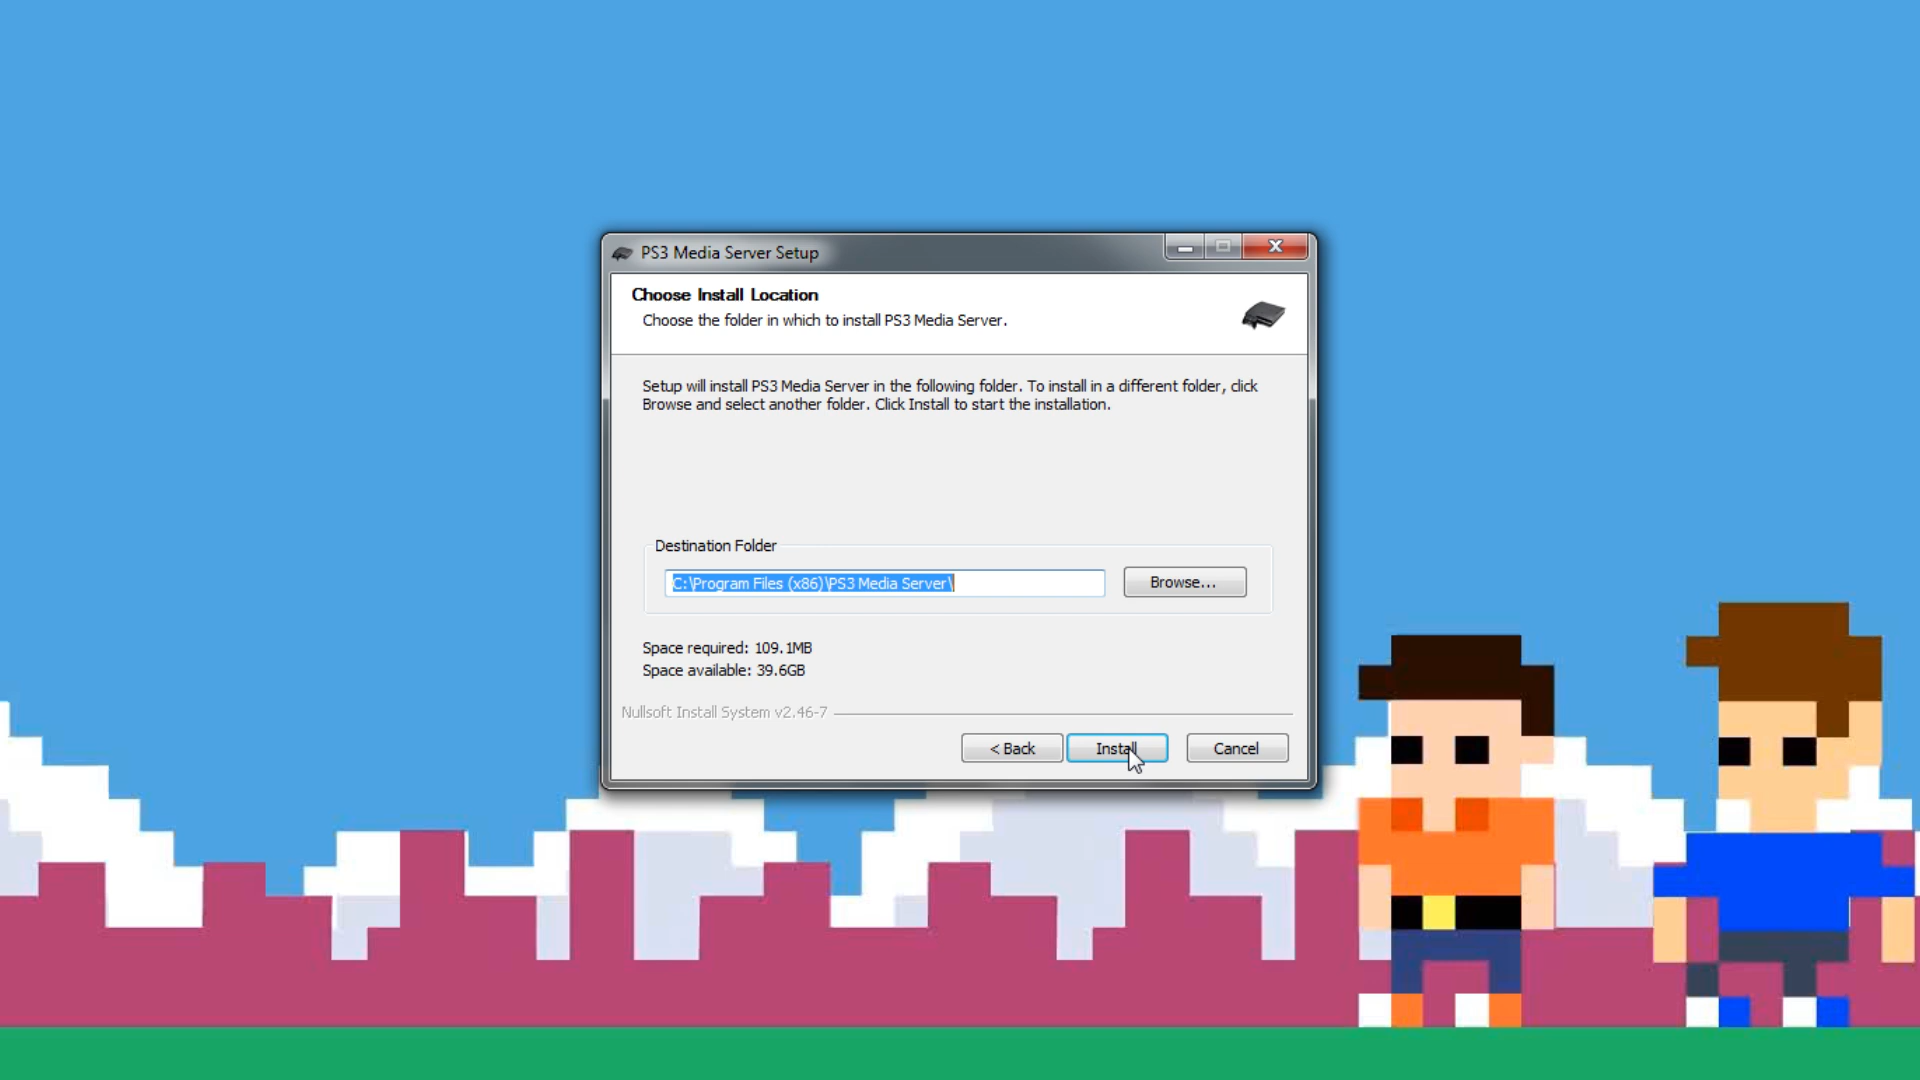 PS3 Media Server Setup
Choose Install Location
Choose the folder in which to install PS3 Media Server.
Setup will install PS3 Media Server in the following folder. To install in a different folder, click
Browse and select another folder. Click Install to start the installation.
Destination Folder
C:\Program Files (x86)\PS3 Media Server\
Browse...
Space required: 109.1MB
Space available: 39.6GB
Nullsoft Install System v2.46-7
< Back
Install
Cancel